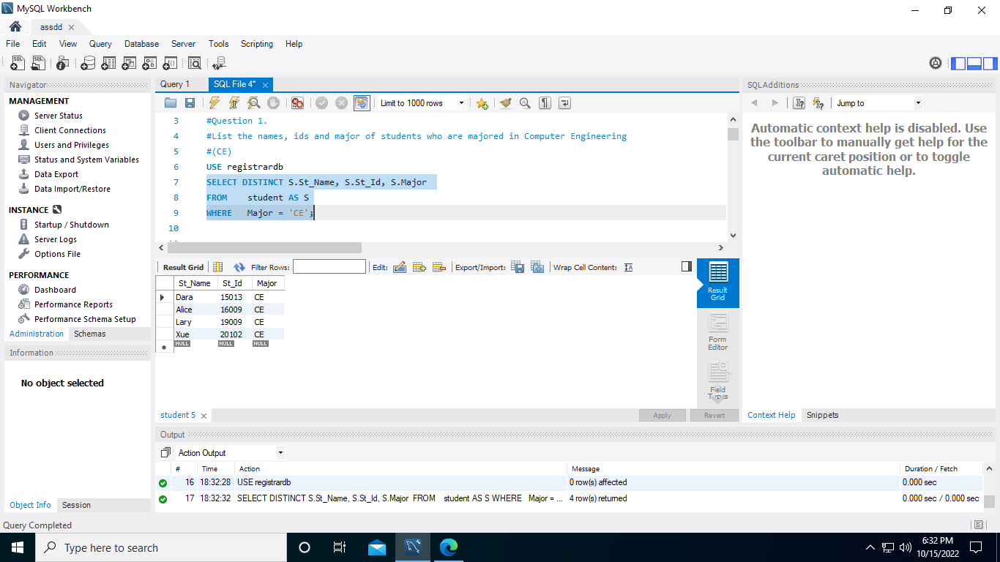 MySQL Workbench
assdd
File Edit View Query Database Server Tools Scripting Help
Navigator
MANAGEMENT
Server Status
Client Connections
Users and Privileges
Status and System Variables
Data Export
Data Import/Restore
INSTANCE
Startup / Shutdown
Server Logs
Options File
PERFORMANCE
Dashboard
Performance Reports
Performance Schema Setup
Administration Schemas
Information
No object selected
Object Info Session
Query 1 SQL File 4*
Limit to 1000 rows
3 #Question 1.
4 #List the names, ids and major of students who are majored in Computer Engineering
5 #(CE)
6 USE registrardb
7 SELECT DISTINCT S.St_Name, S.St_Id, S.Major
8 FROM student AS S
9 WHERE Major = 'CE';
10
Result Grid Filter Rows: Edit: Export/Import: Wrap Cell Content:
St_Name St_Id Major
Dara 15013 CE
Alice 16009 CE
Lary 19009 CE
Xue 20102 CE
NULL NULL NULL
Result
Grid
Form
Editor
Field
Types
student 5 Apply Revert
SQLAdditions
Jump to
Automatic context help is disabled. Use
the toolbar to manually get help for the
current caret position or to toggle
automatic help.
Context Help Snippets
Output
Action Output
# Time Action Message Duration / Fetch
16 18:32:28 USE registrardb 0 row(s) affected 0.000 sec
17 18:32:32 SELECT DISTINCT S.St_Name, S.St_Id, S.Major FROM student AS S WHERE Major = ... 4 row(s) returned 0.000 sec / 0.000 sec
Query Completed
Type here to search
6:32 PM
10/15/2022